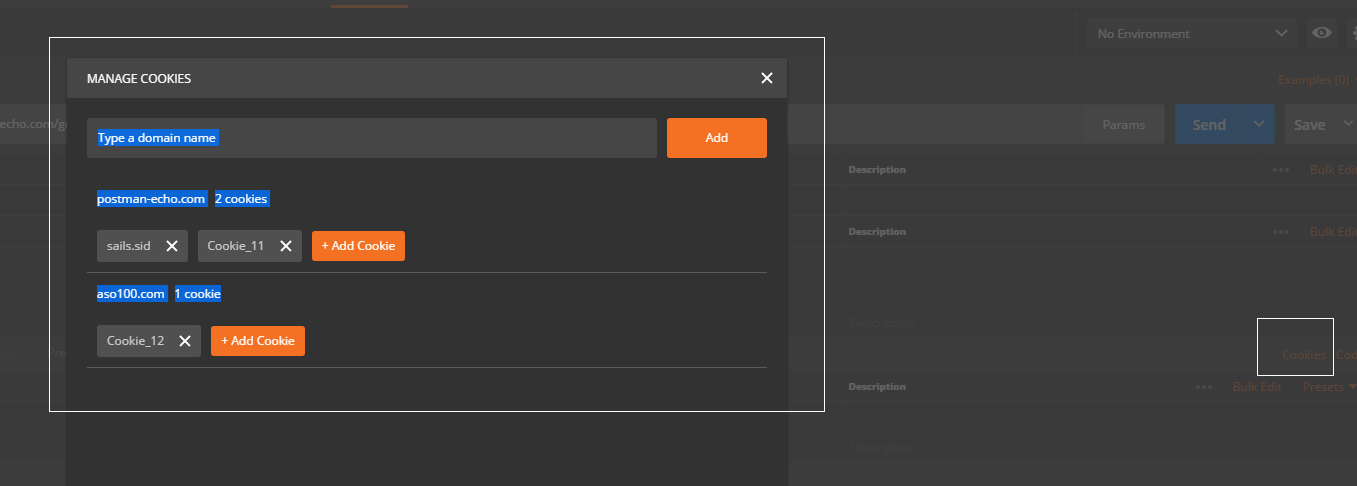 No Environment
MANAGE COOKIES
Examples (0)
Type a domain name
Add
echo.com/g
Params
Send
Save
Description
Bulk Edit
postman-echo.com 2 cookies
Description
Bulk Edit
sails.sid
Cookie_11
+ Add Cookie
aso100.com 1 cookie
Description
Cookie_12
+ Add Cookie
Cookies
Coo
Description
Bulk Edit
Presets
Description